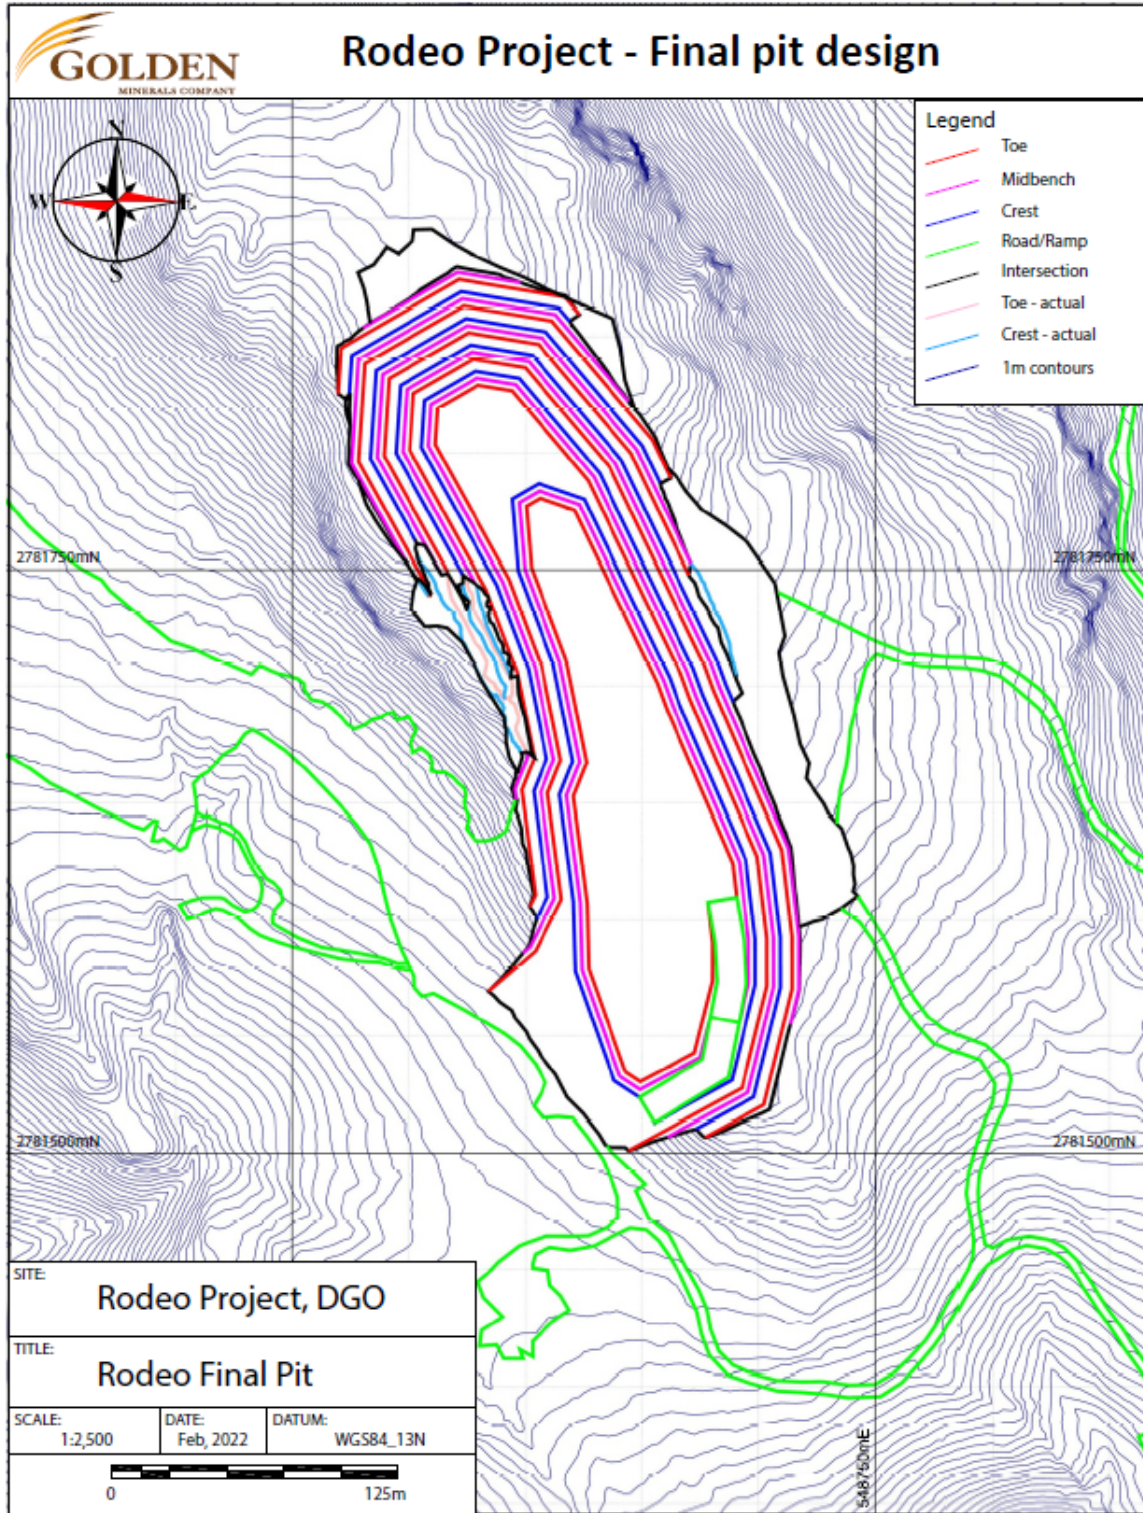 GOLDEN
MINERALS COMPANY
Rodeo Project - Final pit design
N
W
E
S
Legend
Toe
Midbench
Crest
Road/Ramp
Intersection
Toe - actual
Crest - actual
1m contours
2781750mN
2781750mN
2781500mN
2781500mN
548750mE
SITE:
Rodeo Project, DGO
TITLE:
Rodeo Final Pit
SCALE:
1:2,500
DATE:
Feb, 2022
DATUM:
WGS84_13N
0
125m